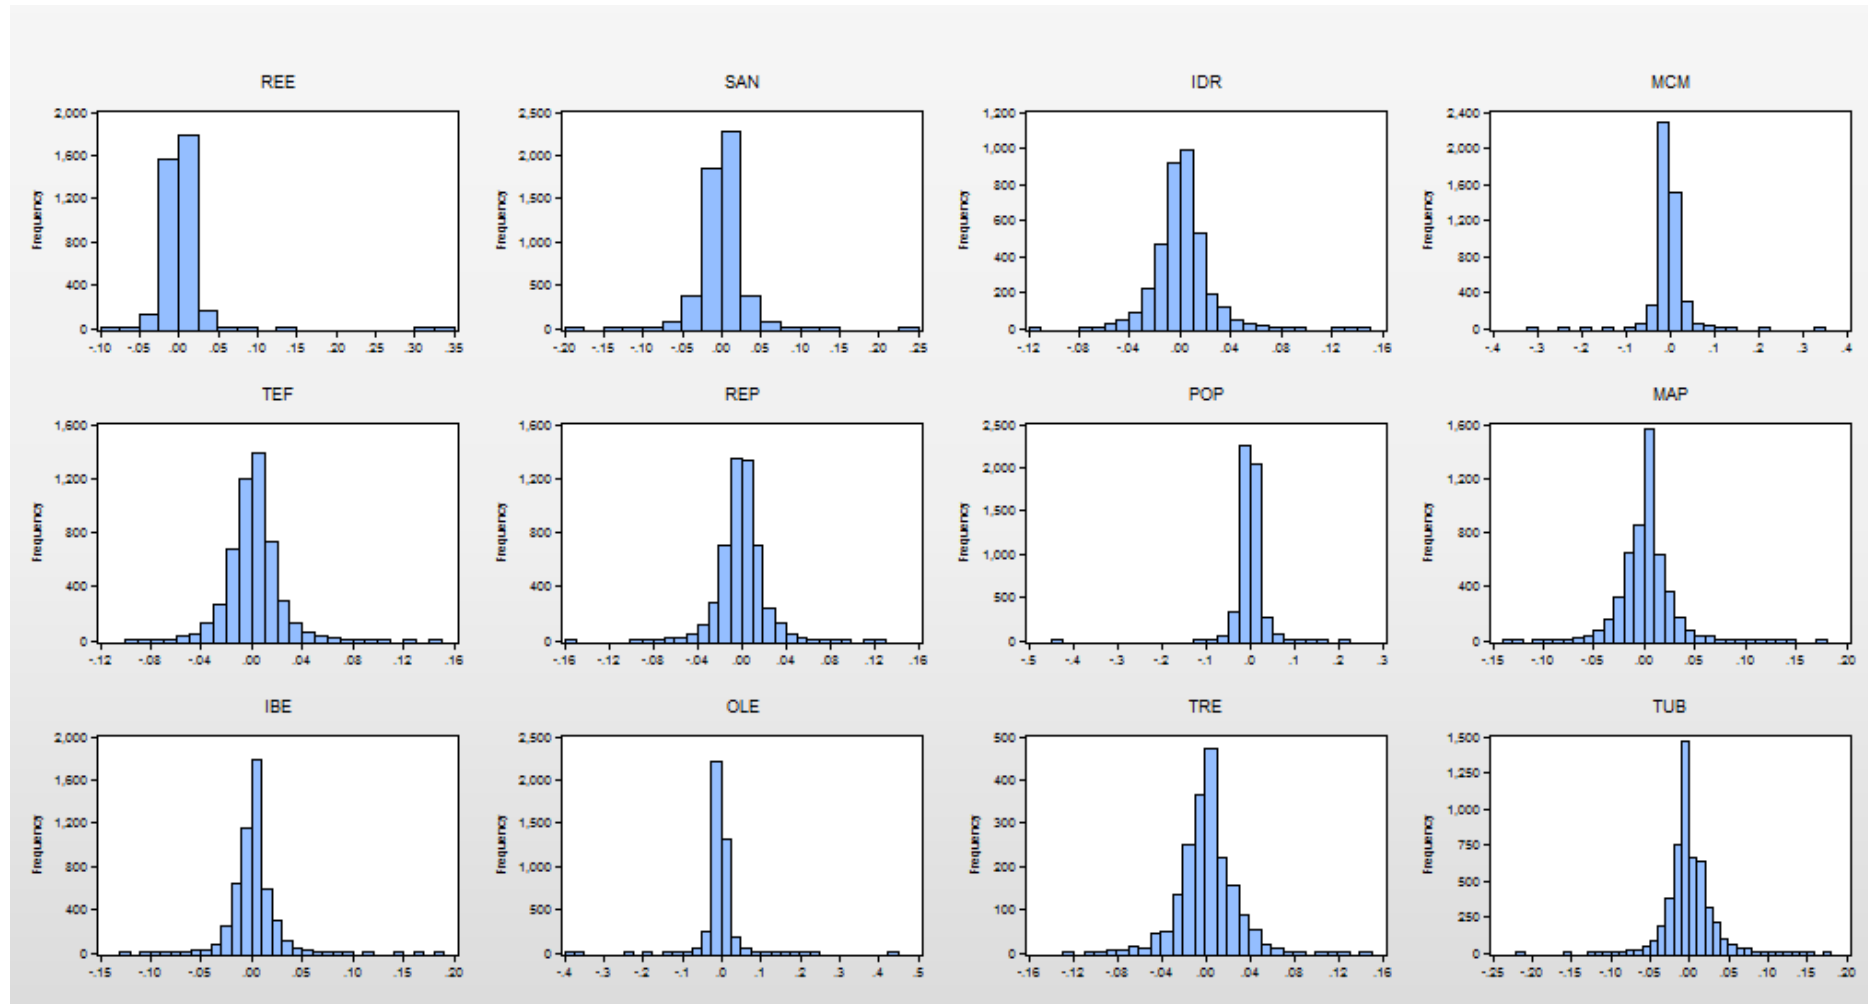 REE SAN IDR MCM
2,000 2,500 1,200 2,400
1,600 2,000 1,000 2,000
1,200 1,500 800 1,600
800 1,000 600 1,200
400 500 400 800
0 0 200 400
0 0
Frequency Frequency Frequency Frequency
-.10 -.05 .00 .05 .10 .15 .20 .25 .30 .35
-.20 -.15 -.10 -.05 .00 .05 .10 .15 .20 .25
-.12 -.08 -.04 .00 .04 .08 .12 .16
-.4 -.3 -.2 -.1 .0 .1 .2 .3 .4
TEF REP POP MAP
1,600 1,600 2,500 1,600
1,200 1,200 2,000 1,200
800 800 1,500 800
400 400 1,000 400
0 0 500 0
0
Frequency Frequency Frequency Frequency
-.12 -.08 -.04 .00 .04 .08 .12 .16
-.16 -.12 -.08 -.04 .00 .04 .08 .12 .16
-.5 -.4 -.3 -.2 -.1 .0 .1 .2 .3
-.15 -.10 -.05 .00 .05 .10 .15 .20
IBE OLE TRE TUB
2,000 2,500 500 1,500
1,600 2,000 400 1,250
1,200 1,500 300 1,000
800 1,000 200 750
400 500 100 500
0 0 0 250
0
Frequency Frequency Frequency Frequency
-.15 -.10 -.05 .00 .05 .10 .15 .20
-.4 -.3 -.2 -.1 .0 .1 .2 .3 .4 .5
-.16 -.12 -.08 -.04 .00 .04 .08 .12 .16
-.25 -.20 -.15 -.10 -.05 .00 .05 .10 .15 .20